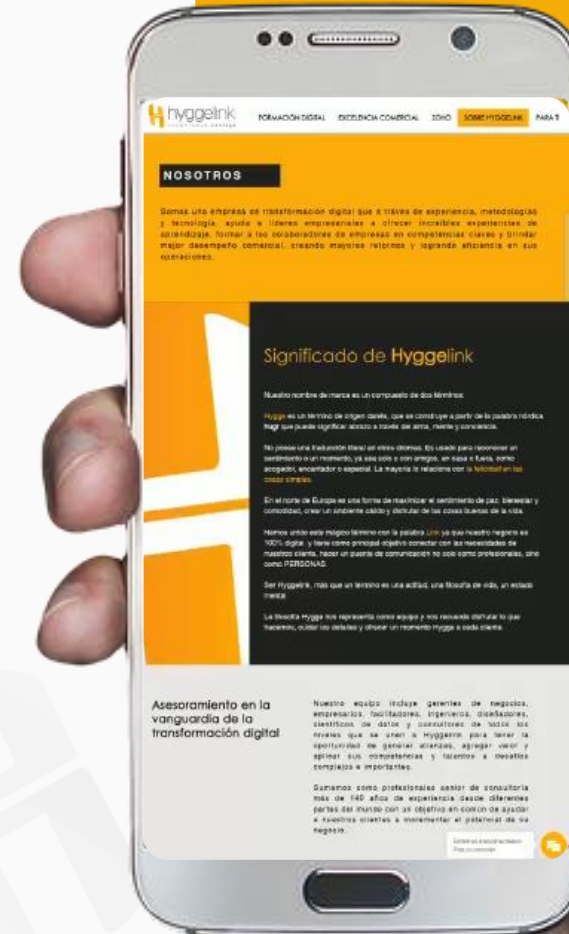 hyggelink
FORMACIÓN DIGITAL EXCELENCIA COMERCIAL ZOHO SOBRE HYGGELINK PARA TI
NOSOTROS
Somos una empresa de transformación digital que a través de experiencia, metodologías
y tecnología, ayuda a líderes empresariales a ofrecer increíbles experiencias de
aprendizaje, formar a los colaboradores de empresas en competencias claves y brindar
mejor desempeño comercial, creando mayores retornos y logrando eficiencia en sus
operaciones.
Significado de Hyggelink
Nuestro nombre de marca es un compuesto de dos términos:
Hygge es un término de origen danés, que se construye a partir de la palabra nórdica
hugr que puede significar abrazo a través del alma, mente y conciencia.
No posee una traducción literal en otros idiomas. Es usado para reconocer un
sentimiento o un momento, ya sea solo o con amigos, en casa o fuera, como
acogedor, encantador o especial. La mayoría lo relaciona con la felicidad en las
cosas simples.
En el norte de Europa es una forma de maximizar el sentimiento de paz, bienestar y
comodidad, crear un ambiente cálido y disfrutar de las cosas buenas de la vida.
Hemos unido este mágico término con la palabra Link ya que nuestro negocio es
100% digital y tiene como principal objetivo conectar con las necesidades de
nuestros clients, hacer un puente de comunicación no solo como profesionales, sino
como PERSONAS.
Ser Hyggelink, más que un término es una actitud, una filosofía de vida, un estado
mental.
La filosofía Hygge nos representa como equipo y nos recuerda disfrutar lo que
hacemos, cuidar los detalles y ofrecer un momento Hygge a cada cliente.
Asesoramiento en la
vanguardia de la
transformación digital
Nuestro equipo incluye gerentes de negocios,
empresarios, facilitadores, ingenieros, diseñadores,
científicos de datos y consultores de todos los
niveles que se unen a Hyggelink para tener la
oportunidad de generar alianzas, agregar valor y
aplicar sus competencias y talentos a desafíos
complejos e importantes.
Sumamos como profesionales senior de consultoría
más de 140 años de experiencia desde diferentes
partes del mundo con un objetivo en común de ayudar
a nuestros clientes a incrementar el potencial de su
negocio.